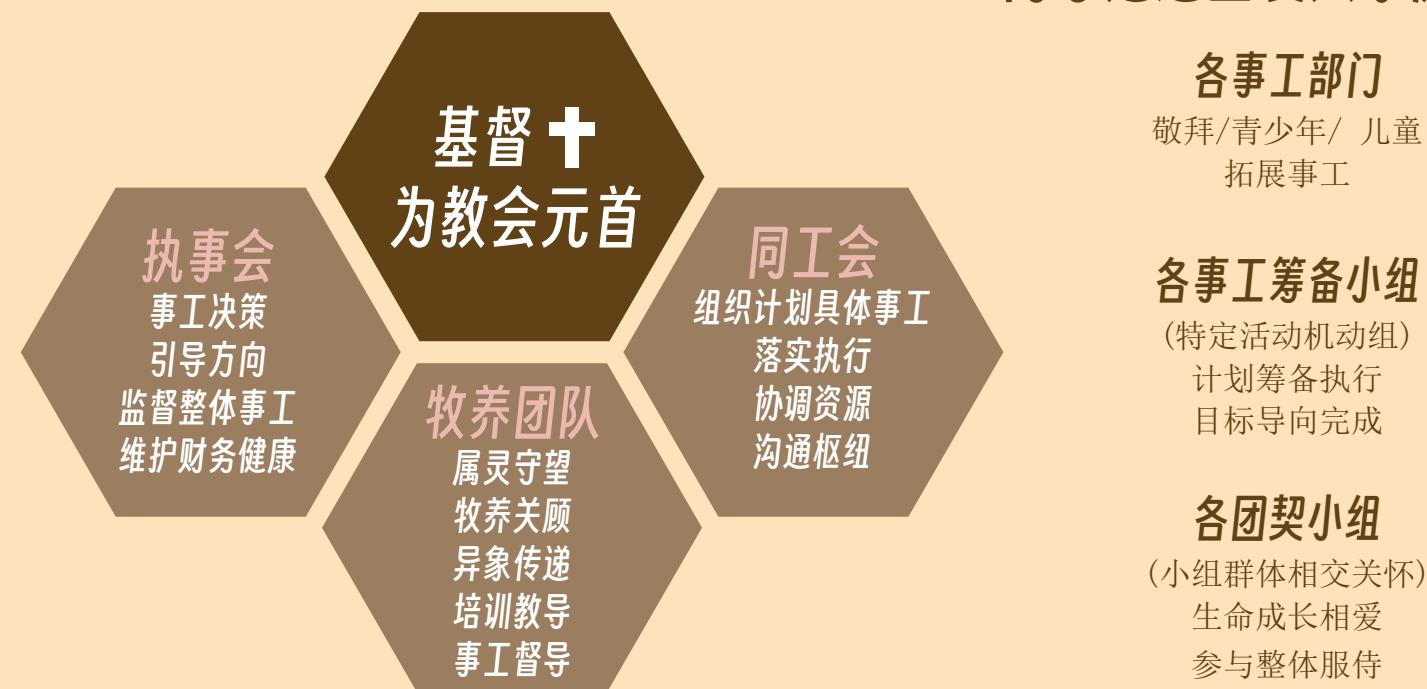 基督
为教会元首
执事会
事工决策
引导方向
监督整体事工
维护财务健康
牧养团队
属灵守望
牧养关顾
异象传递
培训教导
事工督导
同工会
组织计划具体事工
落实执行
协调资源
沟通枢纽
各事工部门
敬拜/青少年/ 儿童
拓展事工
各事工筹备小组
(特定活动机动组)
计划筹备执行
目标导向完成
各团契小组
(小组群体相交关怀)
生命成长相爱
参与整体服侍